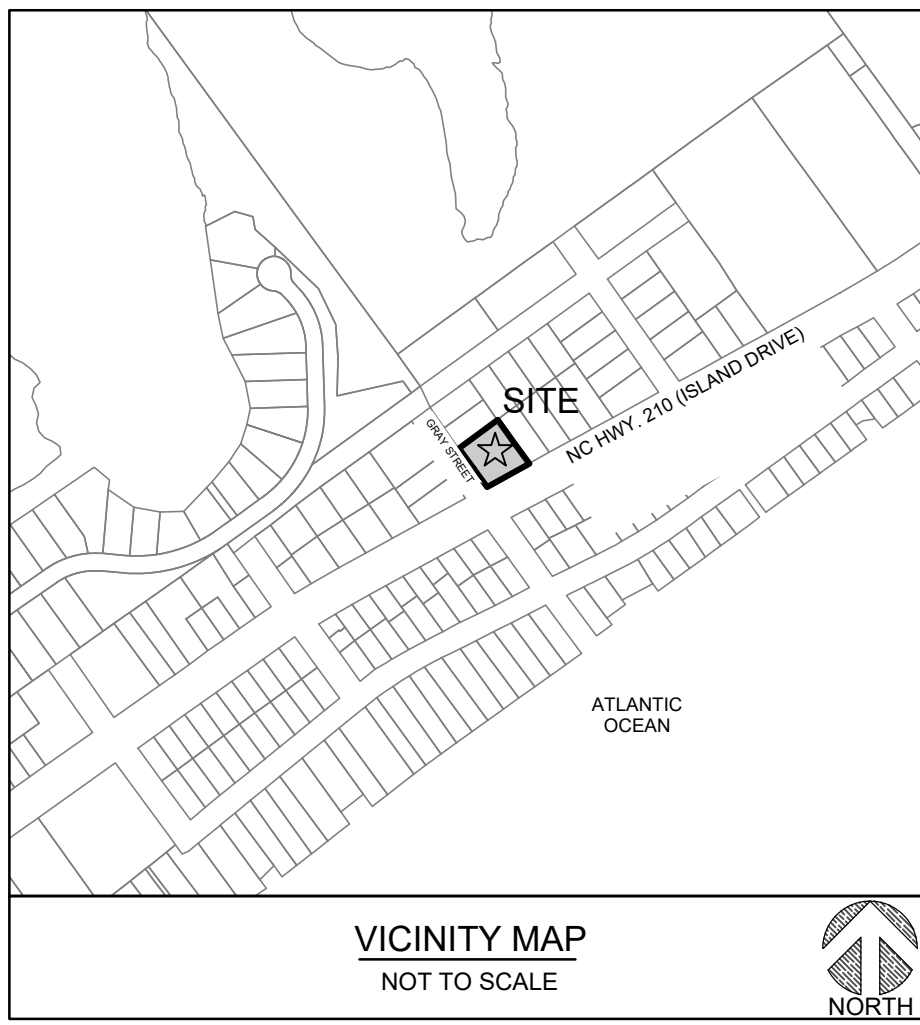 SITE
GRAY STREET
NC HWY. 210 (ISLAND DRIVE)
ATLANTIC
OCEAN
VICINITY MAP
NOT TO SCALE
NORTH